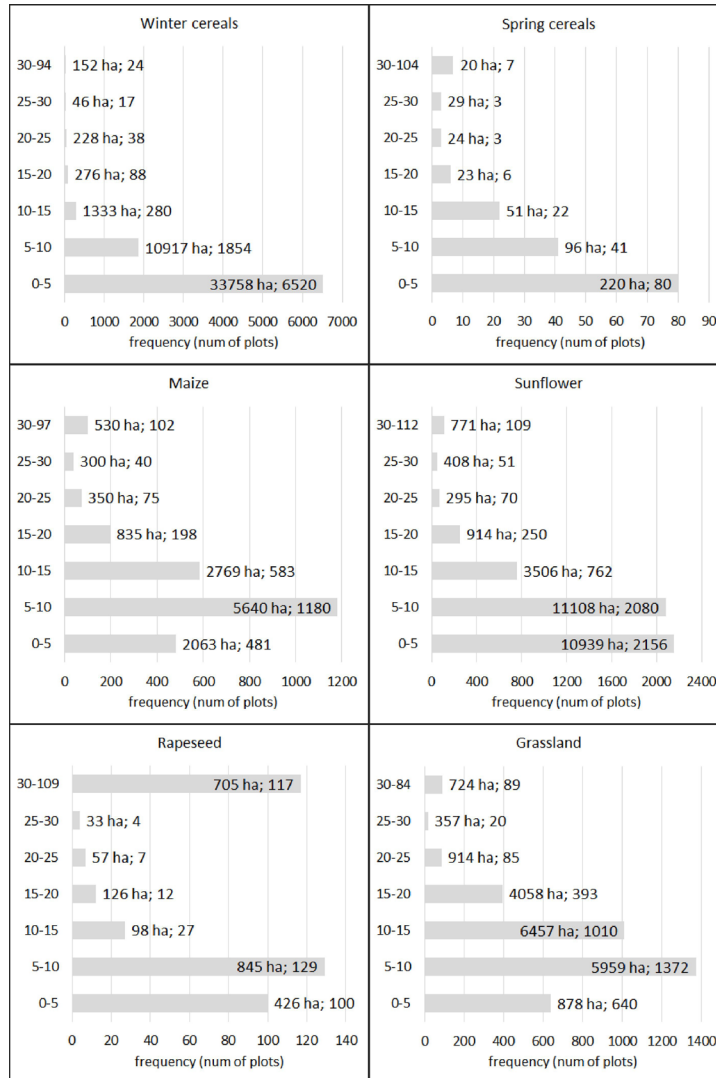 Winter cereals
30-94 152 ha; 24
25-30 46 ha; 17
20-25 228 ha; 38
15-20 276 ha; 88
10-15 1333 ha; 280
5-10 10917 ha; 1854
0-5 33758 ha; 6520
0 1000 2000 3000 4000 5000 6000 7000
frequency (num of plots)
Spring cereals
30-104 20 ha; 7
25-30 29 ha; 3
20-25 24 ha; 3
15-20 23 ha; 6
10-15 51 ha; 22
5-10 96 ha; 41
0-5 220 ha; 80
0 10 20 30 40 50 60 70 80 90
frequency (num of plots)
Maize
30-97 530 ha; 102
25-30 300 ha; 40
20-25 350 ha; 75
15-20 835 ha; 198
10-15 2769 ha; 583
5-10 5640 ha; 1180
0-5 2063 ha; 481
0 200 400 600 800 1000 1200
frequency (num of plots)
Sunflower
30-112 771 ha; 109
25-30 408 ha; 51
20-25 295 ha; 70
15-20 914 ha; 250
10-15 3506 ha; 762
5-10 11108 ha; 2080
0-5 10939 ha; 2156
0 400 800 1200 1600 2000 2400
frequency (num of plots)
Rapeseed
30-109 705 ha; 117
25-30 33 ha; 4
20-25 57 ha; 7
15-20 126 ha; 12
10-15 98 ha; 27
5-10 845 ha; 129
0-5 426 ha; 100
0 20 40 60 80 100 120 140
frequency (num of plots)
Grassland
30-84 724 ha; 89
25-30 357 ha; 20
20-25 914 ha; 85
15-20 4058 ha; 393
10-15 6457 ha; 1010
5-10 5959 ha; 1372
0-5 878 ha; 640
0 200 400 600 800 1000 1200 1400
frequency (num of plots)